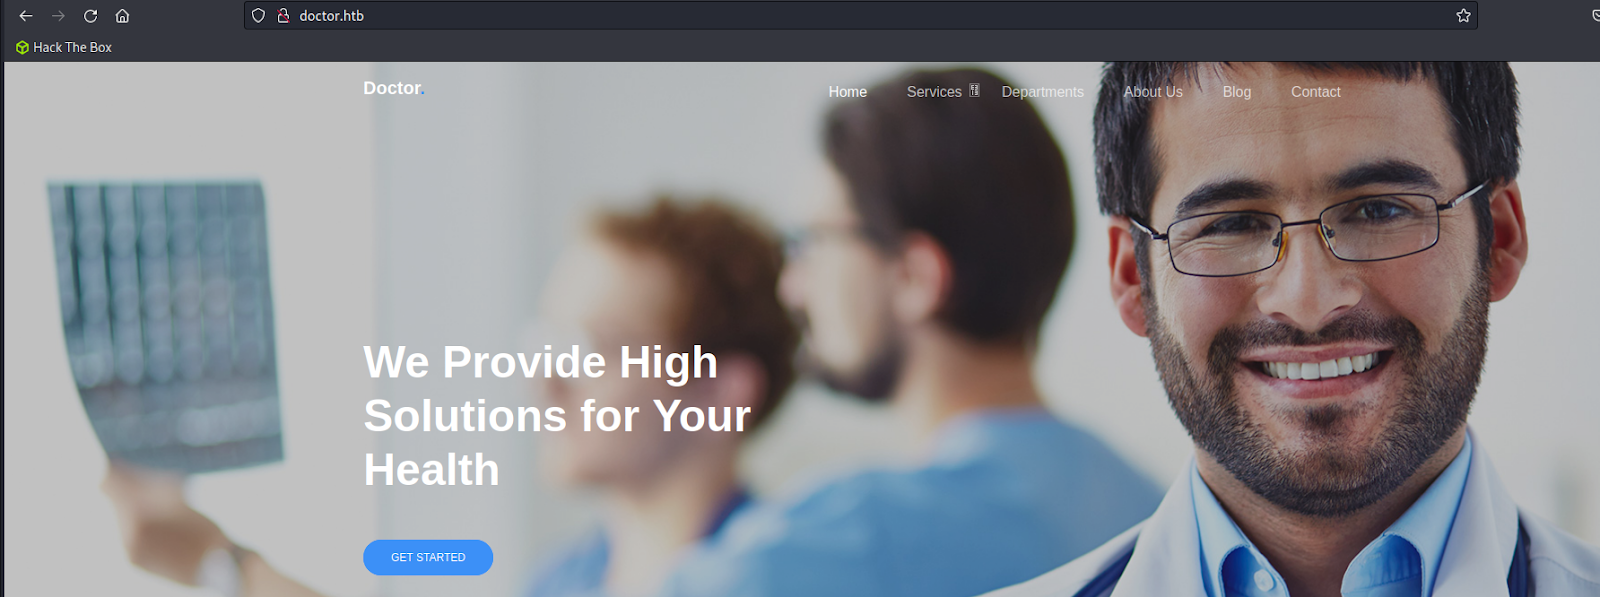 doctor.htb
Hack The Box
Doctor.
Home Services Departments About Us Blog Contact
We Provide High
Solutions for Your
Health
GET STARTED